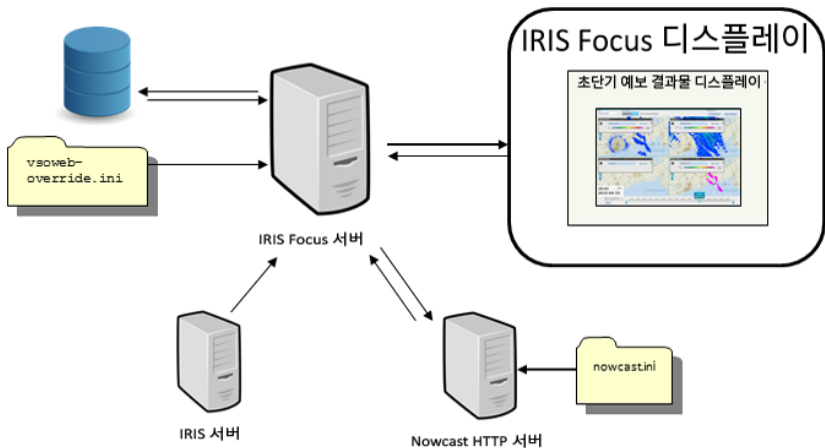 IRIS Focus 디스플레이
초단기 예보 결과물 디스플레이
vsoweb-
override.ini
IRIS Focus 서버
IRIS 서버
Nowcast HTTP 서버
nowcast.ini